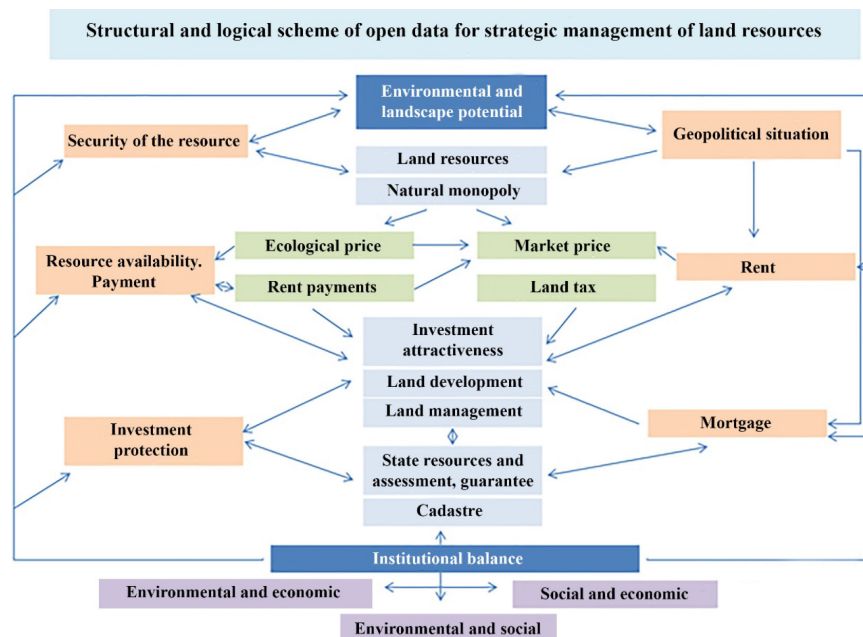 Structural and logical scheme of open data for strategic management of land resources
Environmental and
landscape potential
Security of the resource
Geopolitical situation
Land resources
Natural monopoly
Ecological price
Market price
Resource availability.
Payment
Rent
Rent payments
Land tax
Investment
attractiveness
Land development
Land management
Investment
protection
Mortgage
State resources and
assessment, guarantee
Cadastre
Institutional balance
Environmental and economic
Social and economic
Environmental and social